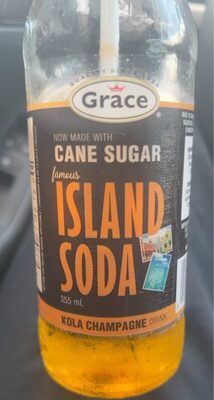 Grace
NOW MADE WITH
CANE SUGAR
famous
ISLAND
SODA
355 mL
KOLA CHAMPAGNE DRINK